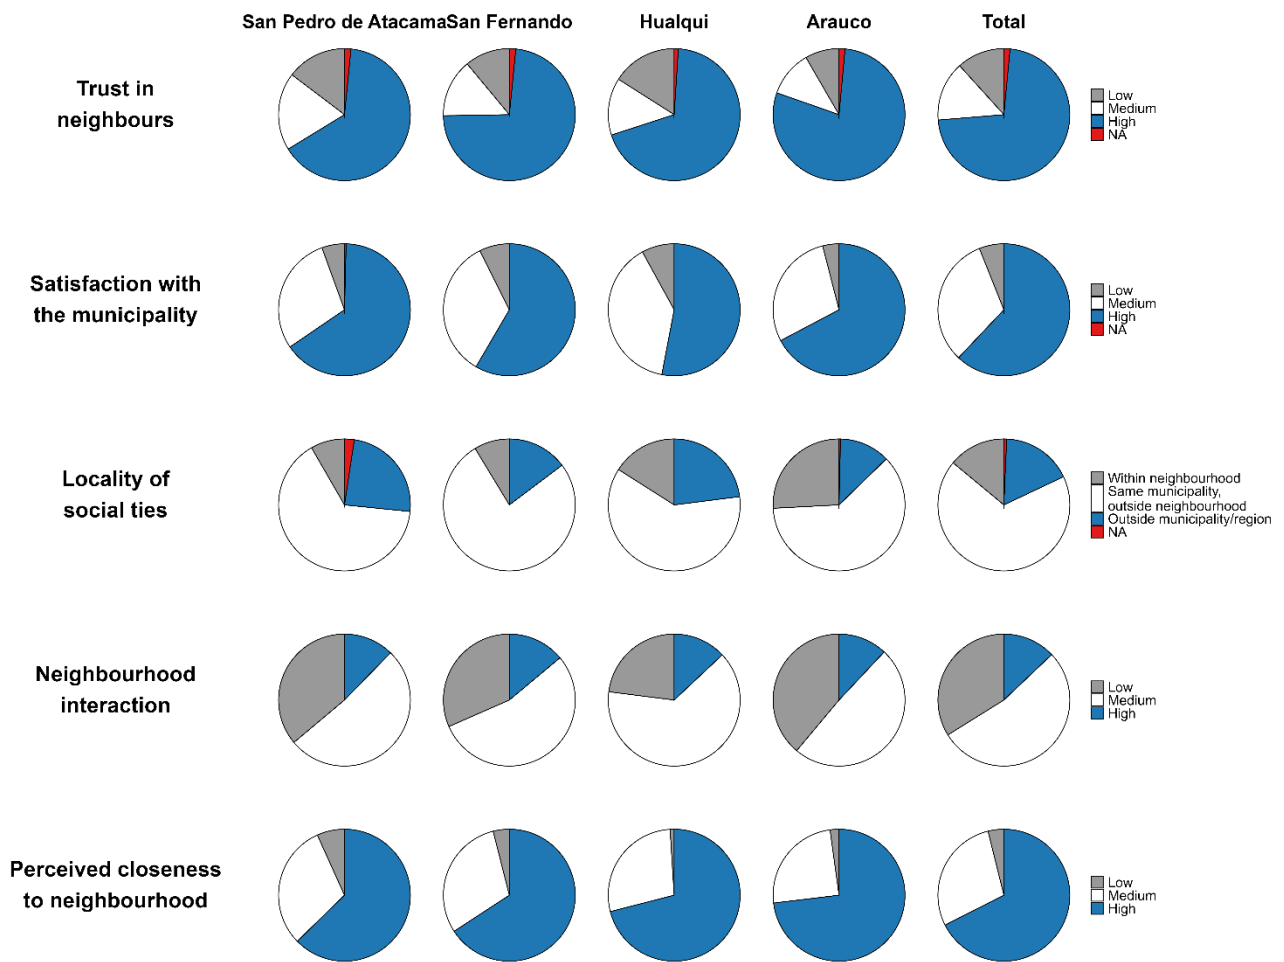 San Pedro de Atacama San Fernando Hualqui Arauco Total
Trust in
neighbours
Low
Medium
High
NA
Satisfaction with
the municipality
Low
Medium
High
NA
Locality of
social ties
Within neighbourhood
Same municipality,
outside neighbourhood
Outside municipality/region
NA
Neighbourhood
interaction
Low
Medium
High
Perceived closeness
to neighbourhood
Low
Medium
High